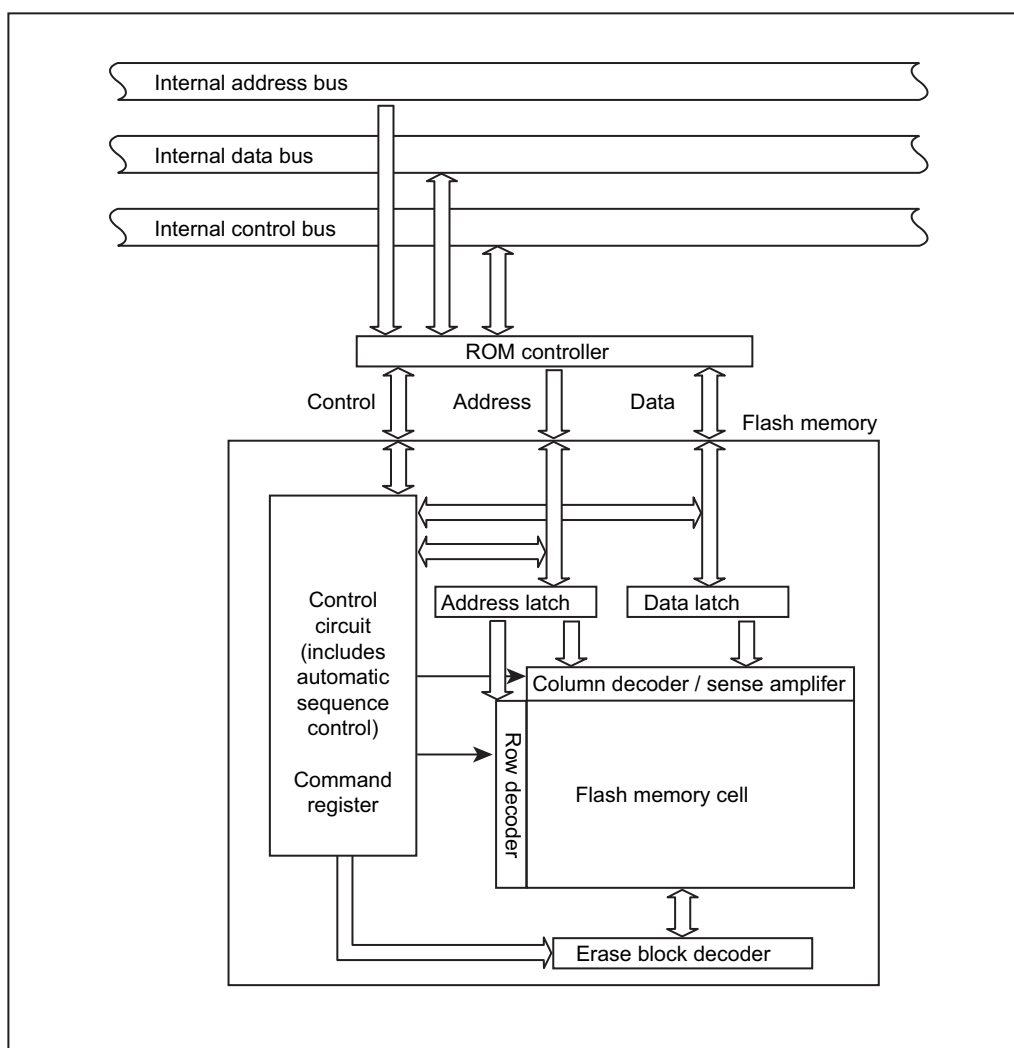 Internal address bus
Internal data bus
Internal control bus
ROM controller
Control
Address
Data
Flash memory
Control
circuit
(includes
automatic
sequence
control)
Command
register
Address latch
Data latch
Column decoder / sense amplifer
Row decoder
Flash memory cell
Erase block decoder